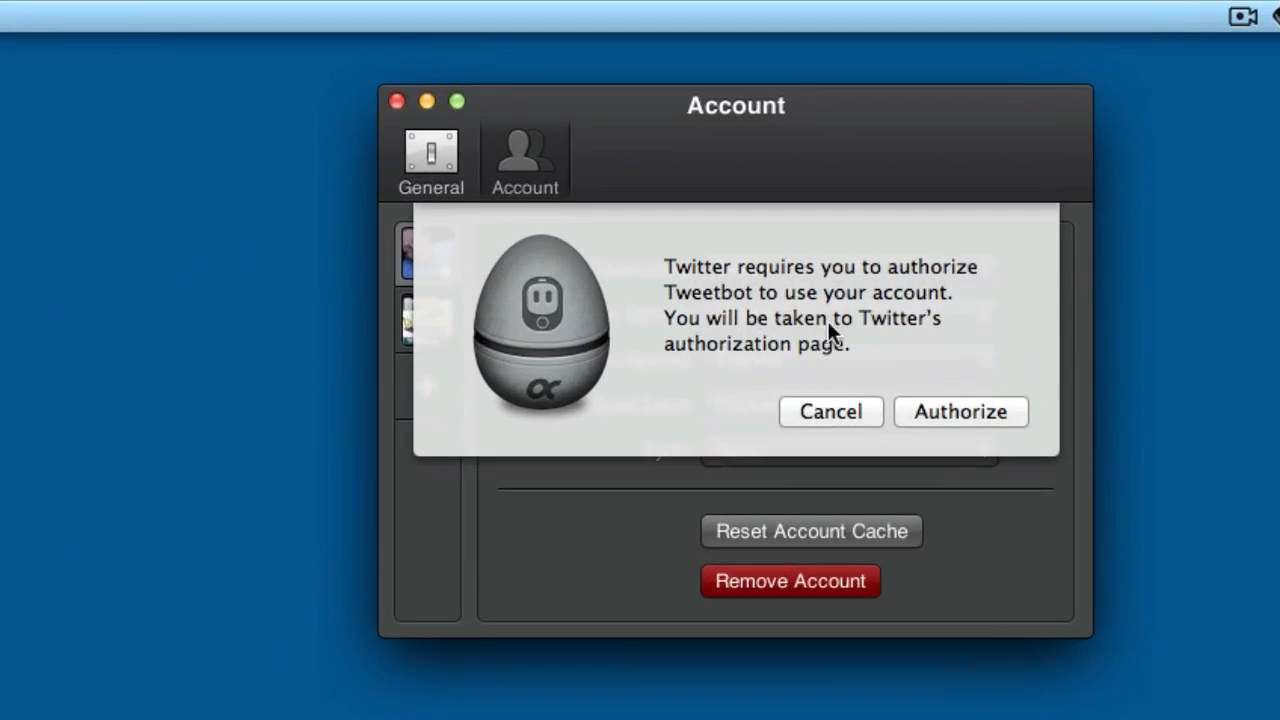 Account
General
Account
Twitter requires you to authorize
Tweetbot to use your account.
You will be taken to Twitter's
authorization page.
Cancel
Authorize
Reset Account Cache
Remove Account